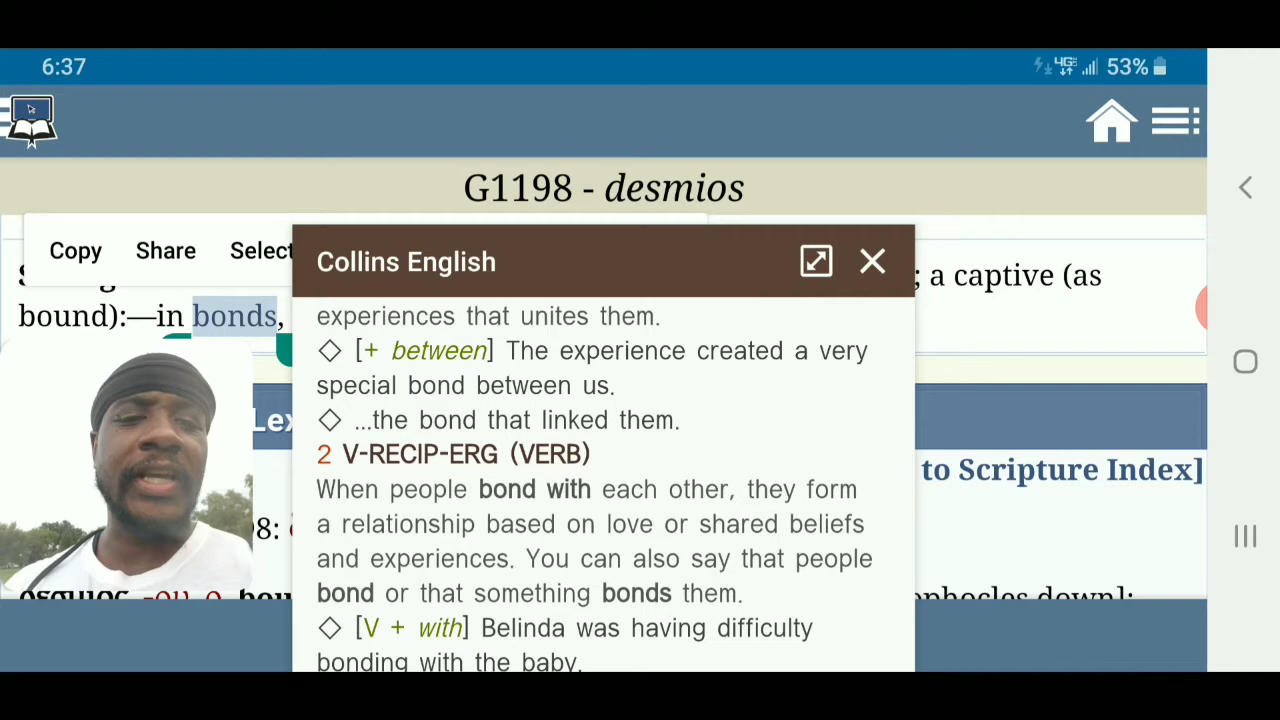 6:37
4GE 53%
G1198 - desmios
Copy Share Select
; a captive (as
bound):—in bonds,
Collins English
experiences that unites them.
◇ [+ between] The experience created a very
special bond between us.
◇ ...the bond that linked them.
2 V-RECIP-ERG (VERB)
When people bond with each other, they form
a relationship based on love or shared beliefs
and experiences. You can also say that people
bond or that something bonds them.
◇ [V + with] Belinda was having difficulty
bonding with the baby.
Lex
to Scripture Index]
98: